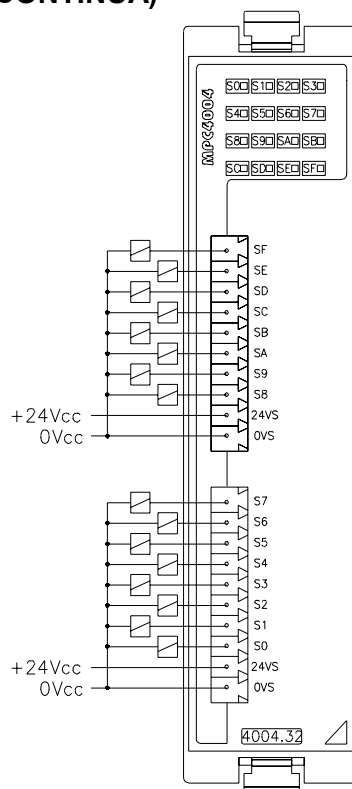 CONTINUA)
MPC4004
S0 S1 S2 S3
S4 S5 S6 S7
S8 S9 SA SB
SC SD SE SF
SF
SE
SD
SC
SB
SA
S9
S8
+24Vcc 24VS
0Vcc 0VS
S7
S6
S5
S4
S3
S2
S1
S0
+24Vcc 24VS
0Vcc 0VS
4004.32